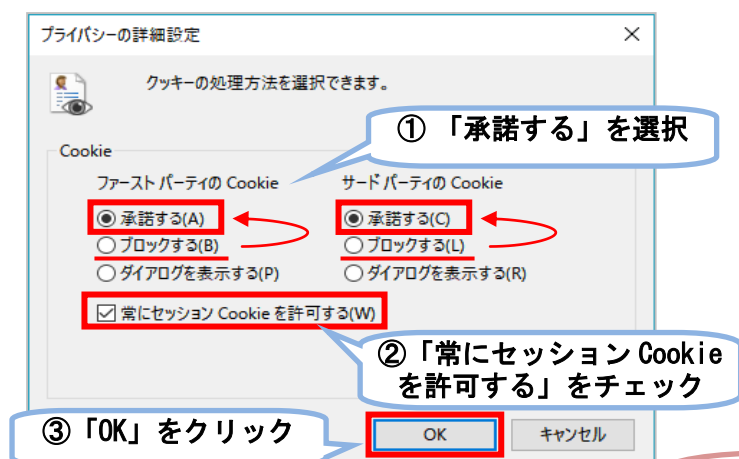 プライバシーの詳細設定
クッキーの処理方法を選択できます。
① 「承諾する」を選択
Cookie
ファースト パーティの Cookie
サード パーティの Cookie
承諾する(A)
承諾する(C)
ブロックする(B)
ブロックする(L)
ダイアログを表示する(P)
ダイアログを表示する(R)
常にセッション Cookie を許可する(W)
②「常にセッション Cookie
を許可する」をチェック
③「OK」をクリック
OK
キャンセル